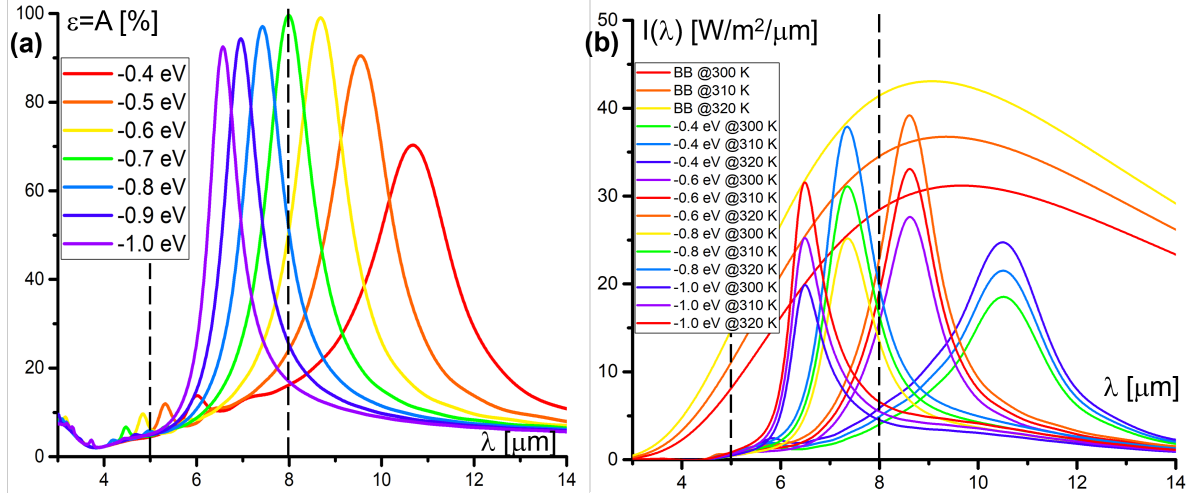 (a)
ε=A [%]
100
80
60
40
20
0
-0.4 eV
-0.5 eV
-0.6 eV
-0.7 eV
-0.8 eV
-0.9 eV
-1.0 eV
λ [μm]
4
6
8
10
12
14
(b)
I(λ) [W/m²/μm]
50
40
30
20
10
0
BB @300 K
BB @310 K
BB @320 K
-0.4 eV @300 K
-0.4 eV @310 K
-0.4 eV @320 K
-0.6 eV @300 K
-0.6 eV @310 K
-0.6 eV @320 K
-0.8 eV @300 K
-0.8 eV @310 K
-0.8 eV @320 K
-1.0 eV @300 K
-1.0 eV @310 K
-1.0 eV @320 K
λ [μm]
4
6
8
10
12
14